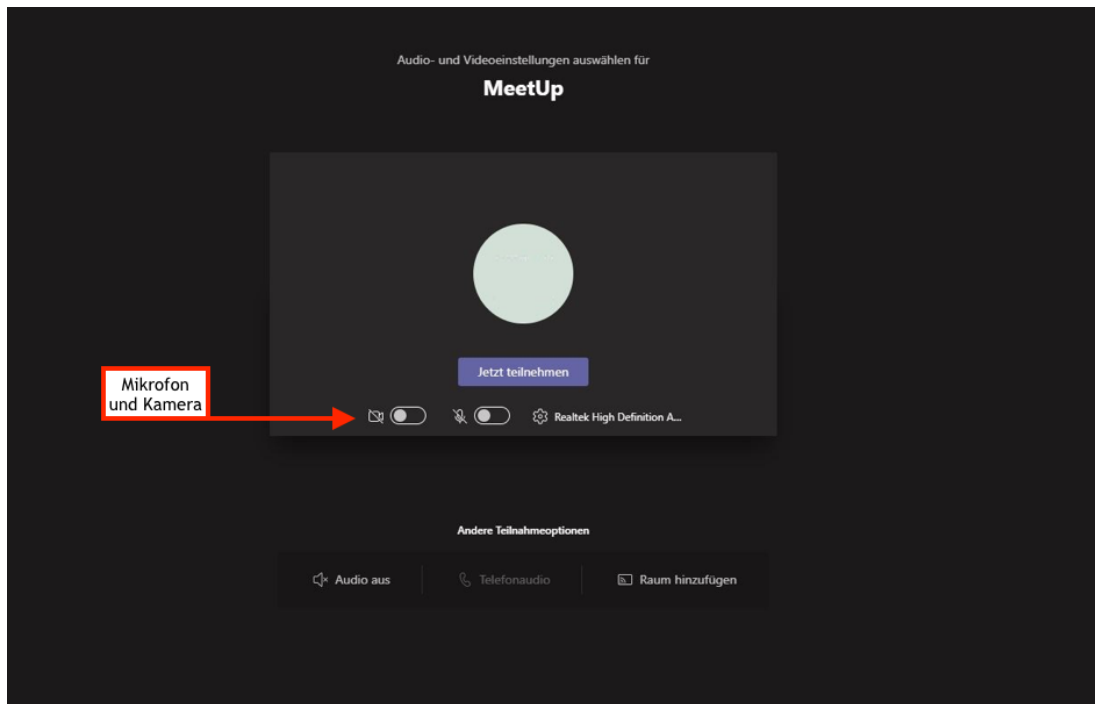 Audio- und Videoeinstellungen auswählen für
MeetUp
Jetzt teilnehmen
Mikrofon
und Kamera
Realtek High Definition A...
Andere Teilnahmeoptionen
Audio aus
Telefonaudio
Raum hinzufügen